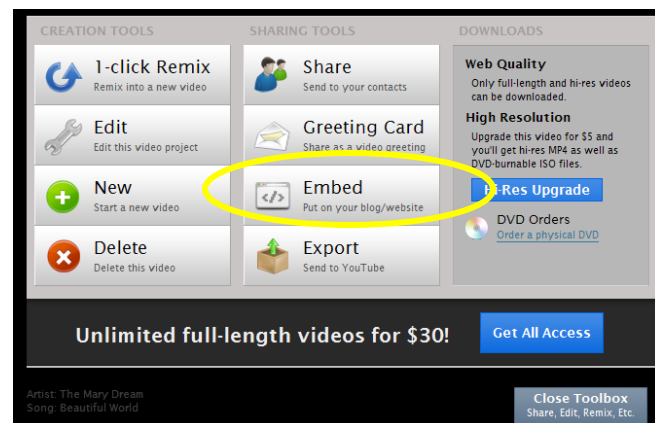 CREATION TOOLS
1-click Remix
Remix into a new video
Edit
Edit this video project
New
Start a new video
Delete
Delete this video
SHARING TOOLS
Share
Send to your contacts
Greeting Card
Share as a video greeting
Embed
Put on your blog/website
Export
Send to YouTube
DOWNLOADS
Web Quality
Only full-length and hi-res videos
can be downloaded.
High Resolution
Upgrade this video for $5 and
you'll get hi-res MP4 as well as
DVD-burnable ISO files.
Hi-Res Upgrade
DVD Orders
Order a physical DVD
Unlimited full-length videos for $30!
Get All Access
Artist: The Mary Dream
Song: Beautiful World
Close Toolbox
Share, Edit, Remix, Etc.